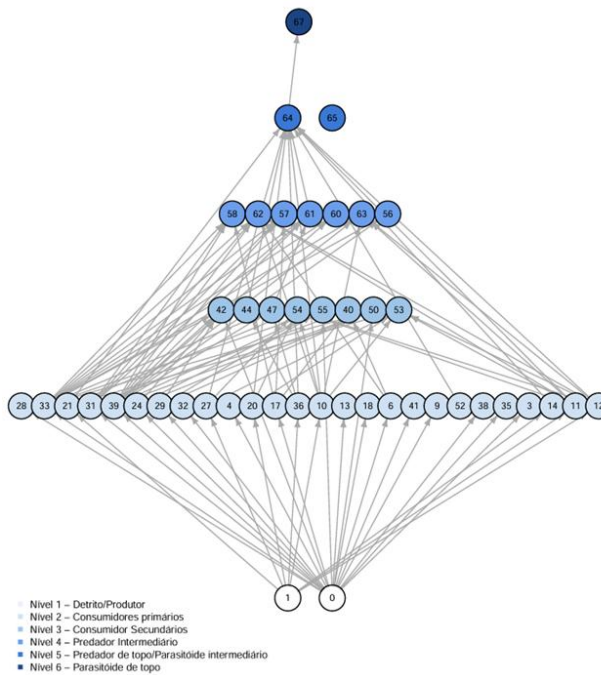 67
64 65
58 62 57 61 60 63 56
42 44 47 54 55 40 50 53
28 33 21 31 39 24 29 32 27 4 20 17 36 10 13 18 6 41 9 52 38 35 3 14 11 12
1 0
Nível 1 – Detrito/Produtor
Nível 2 – Consumidores primários
Nível 3 – Consumidor Secundários
Nível 4 – Predador Intermediário
Nível 5 – Predador de topo/Parasitóide intermediário
Nível 6 – Parasitóide de topo